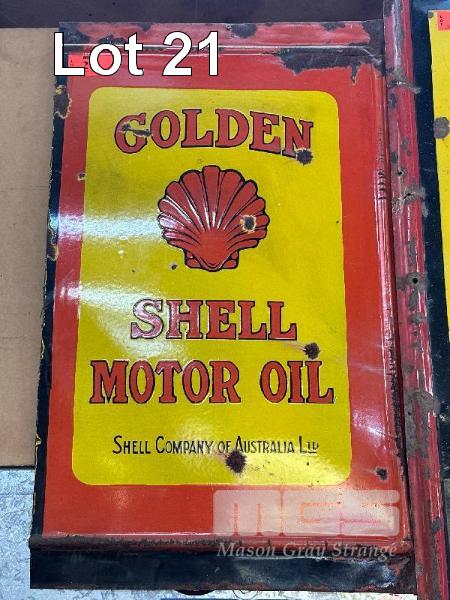 Lot 21
GOLDEN
SHELL
MOTOR OIL
SHELL COMPANY OF AUSTRALIA LTD
MGS
Mason Gray Strange